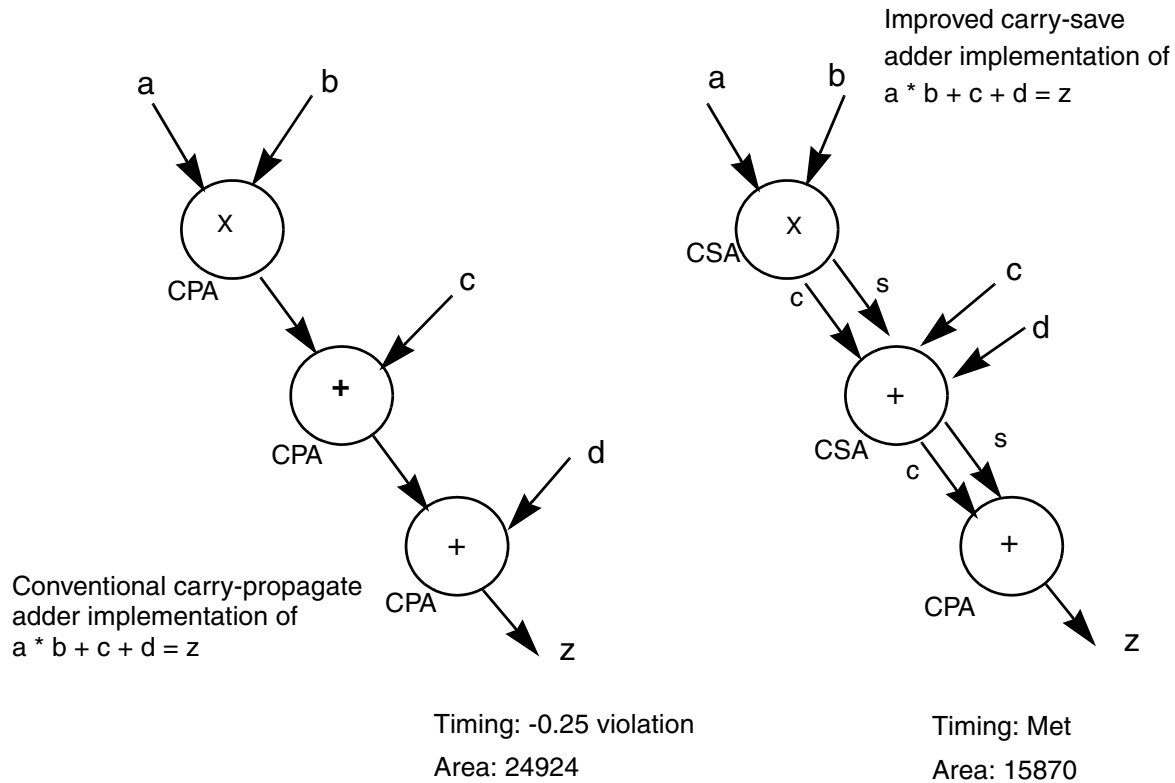 Improved carry-save
adder implementation of
a * b + c + d = z
a
b
X
CPA
c
+
CPA
d
+
CPA
z
Conventional carry-propagate
adder implementation of
a * b + c + d = z
Timing: -0.25 violation
Area: 24924
a
b
X
CSA
c
s
c
d
+
CSA
c
s
+
CPA
z
Timing: Met
Area: 15870